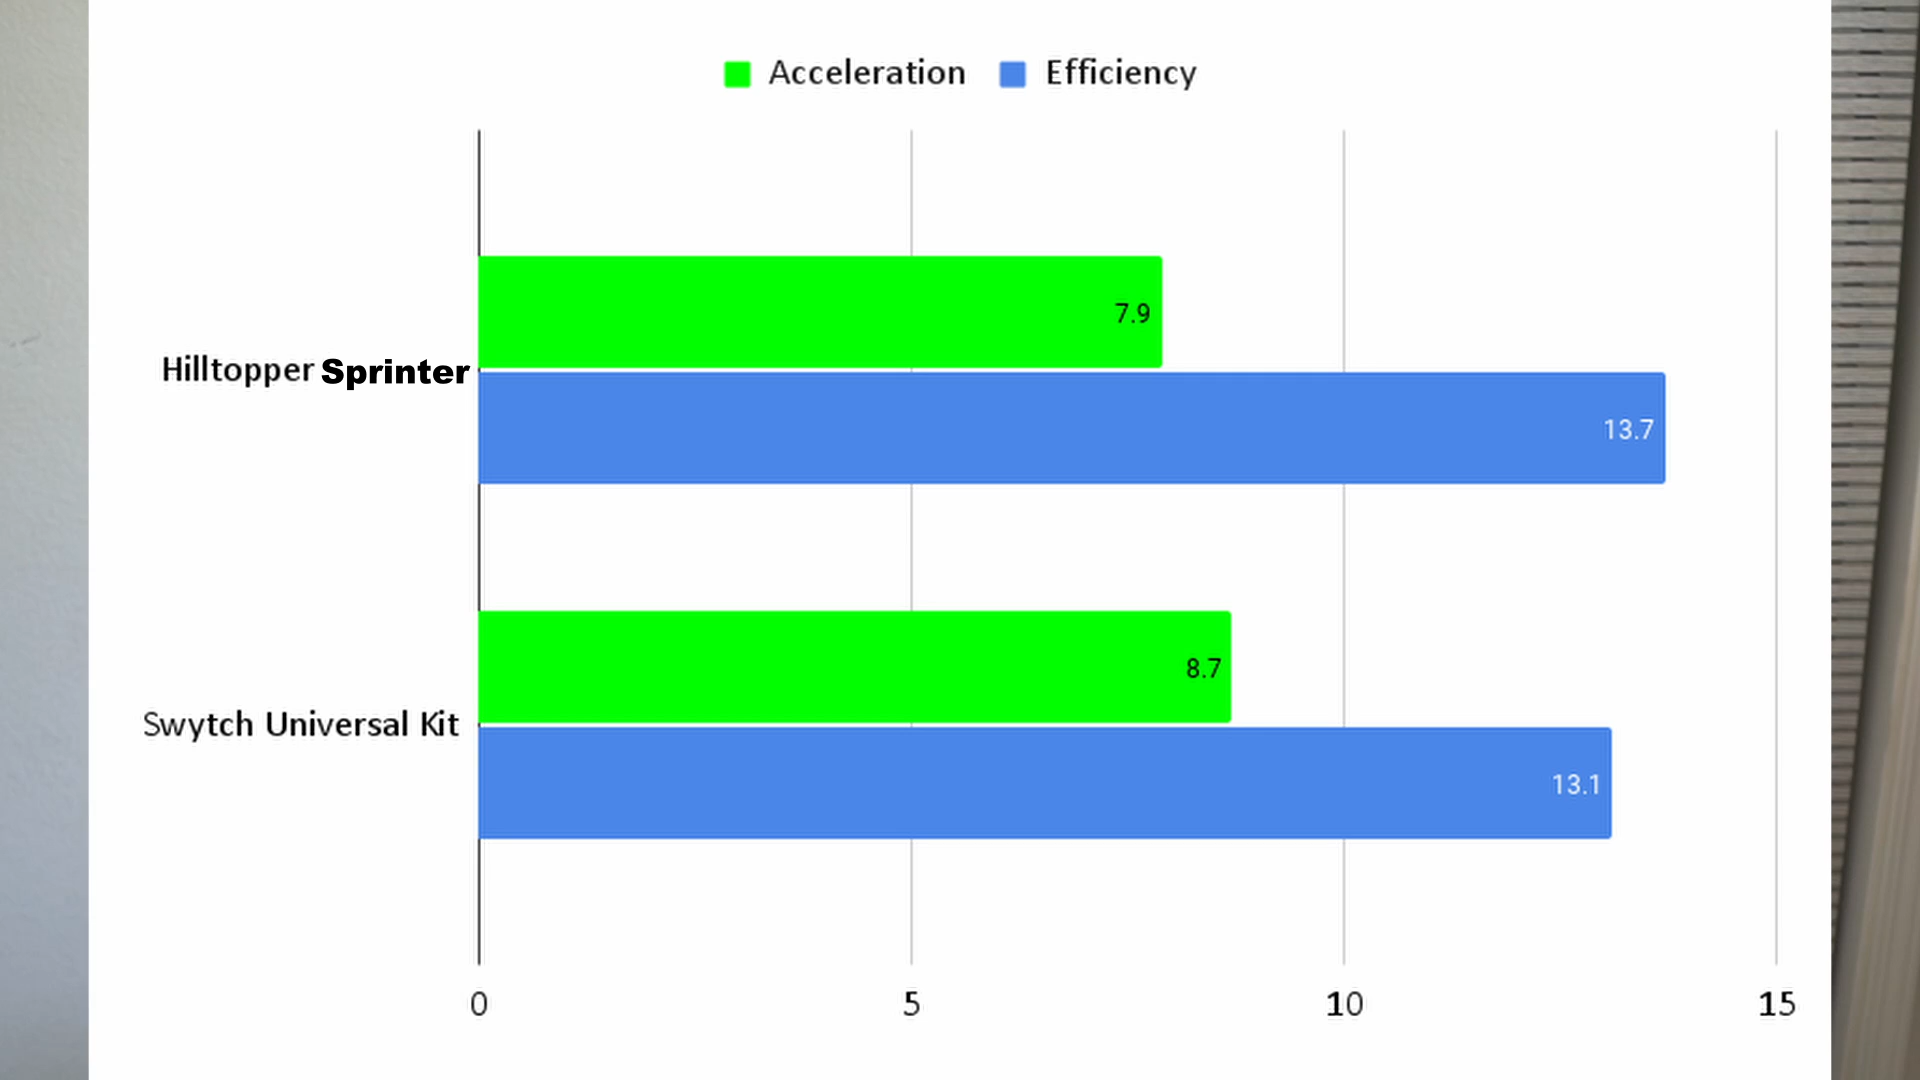 Acceleration Efficiency
7.9
Hilltopper Sprinter
13.7
8.7
Swytch Universal Kit
13.1
0 5 10 15